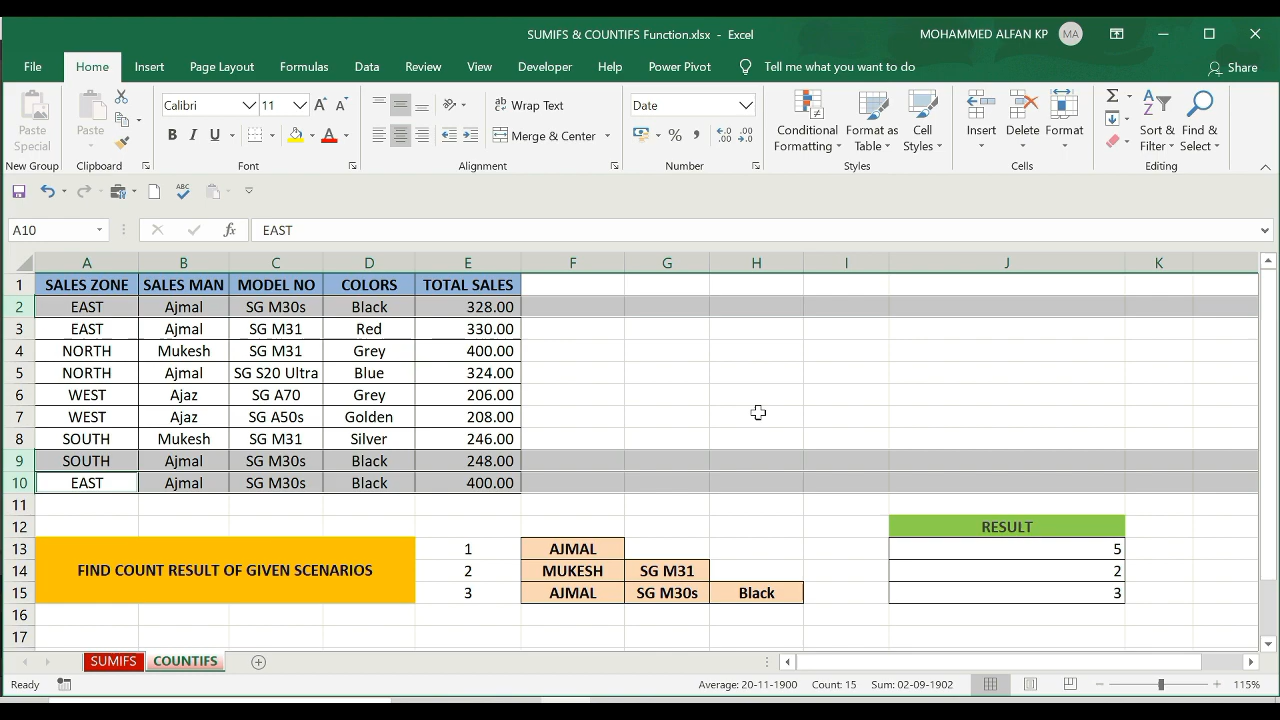 SUMIFS & COUNTIFS Function.xlsx - Excel
MOHAMMED ALFAN KP MA
File Home Insert Page Layout Formulas Data Review View Developer Help Power Pivot Tell me what you want to do Share
Paste Special
New Group
Paste
Clipboard
Calibri 11
B I U A
Font
ab Wrap Text
Merge & Center
Alignment
Date
%
Number
Conditional Formatting
Format as Table
Cell Styles
Styles
Insert Delete Format
Cells
Sort & Filter
Find & Select
Editing
ABC
A10 fx EAST
A B C D E F G H I J K
1 SALES ZONE SALES MAN MODEL NO COLORS TOTAL SALES
2 EAST Ajmal SG M30s Black 328.00
3 EAST Ajmal SG M31 Red 330.00
4 NORTH Mukesh SG M31 Grey 400.00
5 NORTH Ajmal SG S20 Ultra Blue 324.00
6 WEST Ajaz SG A70 Grey 206.00
7 WEST Ajaz SG A50s Golden 208.00
8 SOUTH Mukesh SG M31 Silver 246.00
9 SOUTH Ajmal SG M30s Black 248.00
10 EAST Ajmal SG M30s Black 400.00
11
12 RESULT
13 1 AJMAL 5
14 FIND COUNT RESULT OF GIVEN SCENARIOS 2 MUKESH SG M31 2
15 3 AJMAL SG M30s Black 3
16
17
SUMIFS COUNTIFS
Ready Average: 20-11-1900 Count: 15 Sum: 02-09-1902 115%